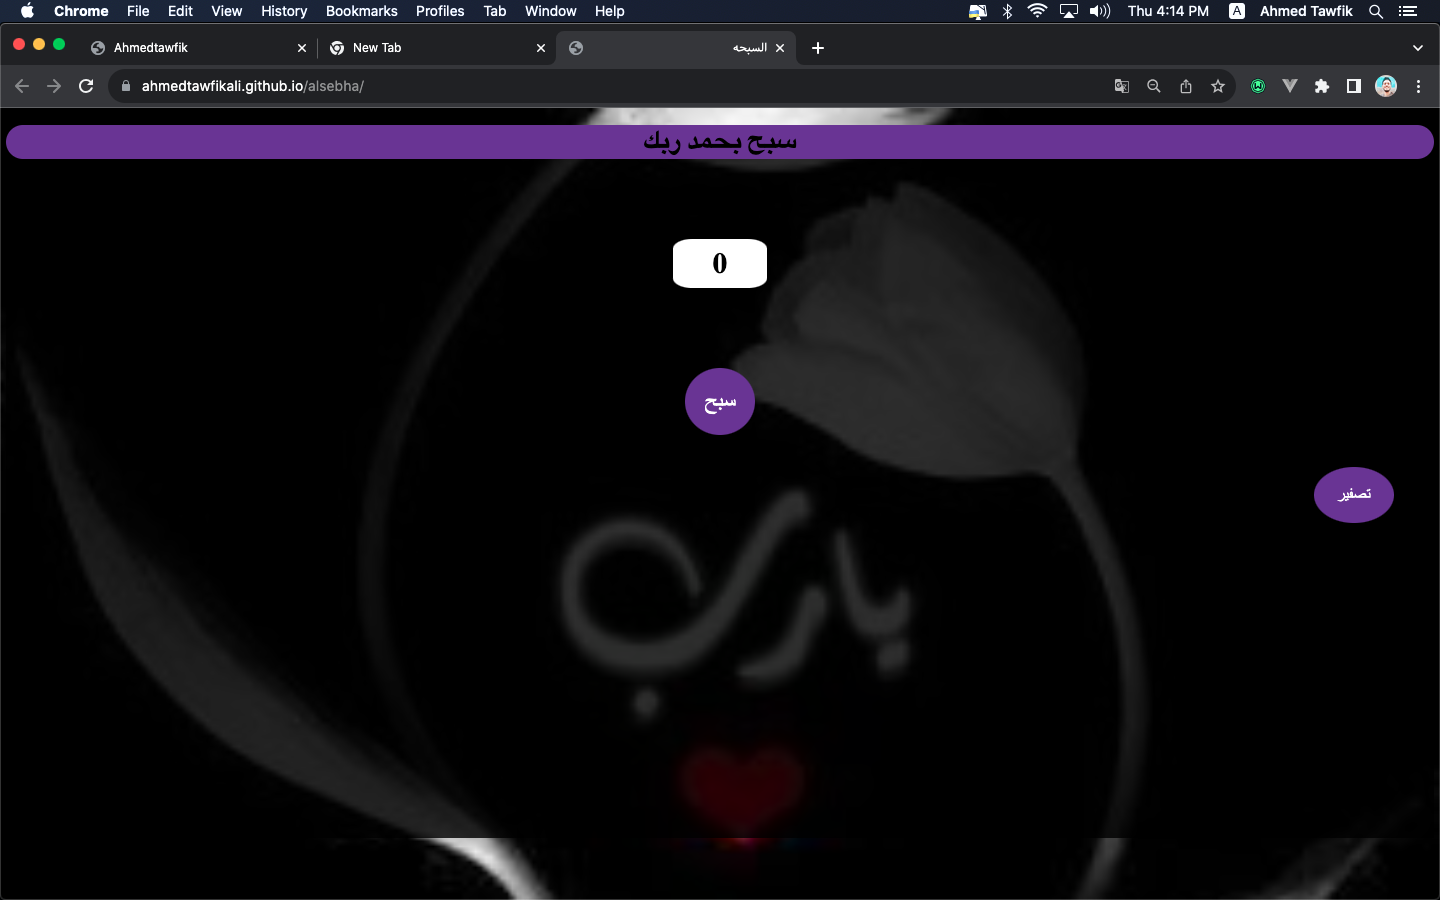 Chrome File Edit View History Bookmarks Profiles Tab Window Help Thu 4:14 PM A Ahmed Tawfik
Ahmedtawfik New Tab السبحه
ahmedtawfikali.github.io/alsebha/
سبح بحمد ربك
0
سبح
تصفير
يارب